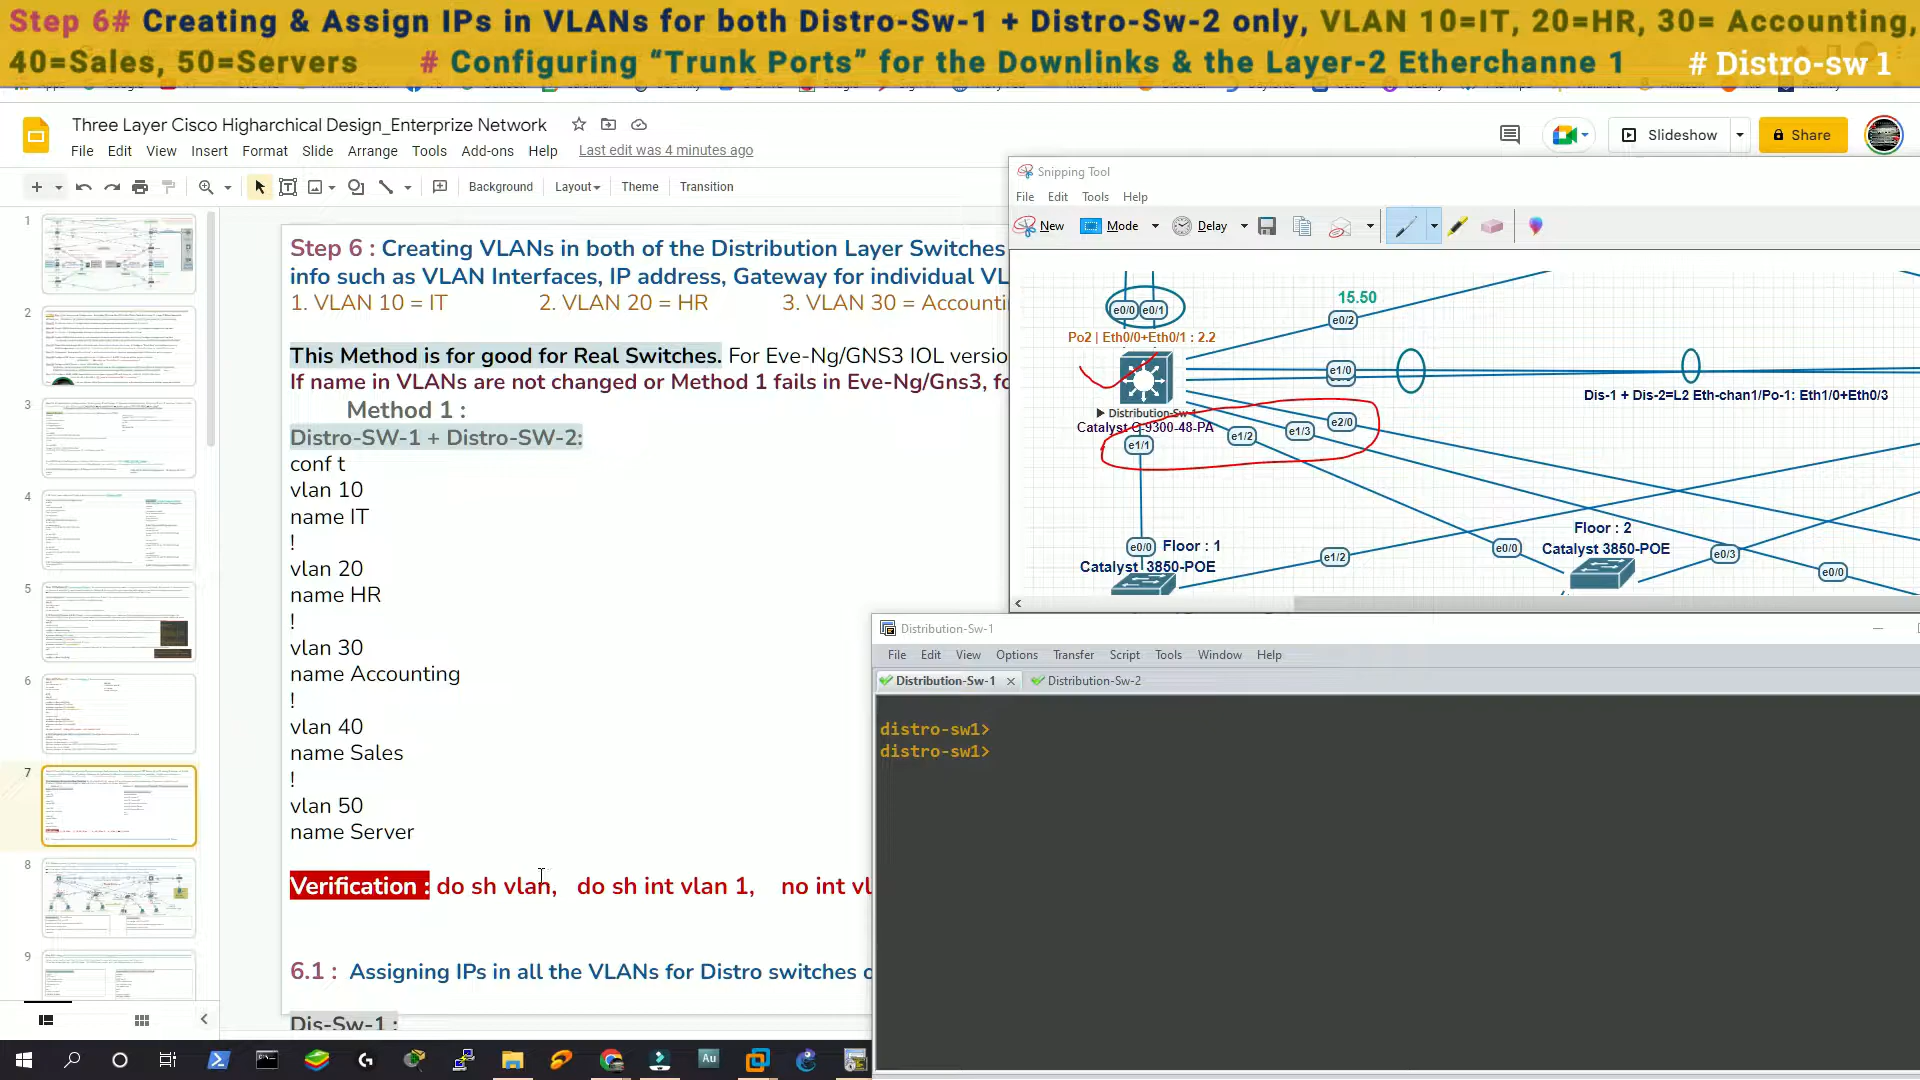 Step 6# Creating & Assign IPs in VLANs for both Distro-Sw-1 + Distro-Sw-2 only, VLAN 10=IT, 20=HR, 30= Accounting,
40=Sales, 50=Servers # Configuring “Trunk Ports” for the Downlinks & the Layer-2 Etherchanne 1 # Distro-sw 1
Three Layer Cisco Higharchical Design_Enterprize Network
Slideshow
Share
File Edit View Insert Format Slide Arrange Tools Add-ons Help Last edit was 4 minutes ago
Background Layout Theme Transition
1
2
3
4
5
6
7
8
9
Step 6 : Creating VLANs in both of the Distribution Layer Switches
info such as VLAN Interfaces, IP address, Gateway for individual VL
1. VLAN 10 = IT 2. VLAN 20 = HR 3. VLAN 30 = Accounti
This Method is for good for Real Switches. For Eve-Ng/GNS3 IOL versio
If name in VLANs are not changed or Method 1 fails in Eve-Ng/Gns3, fo
Method 1 :
Distro-SW-1 + Distro-SW-2:
conf t
vlan 10
name IT
!
vlan 20
name HR
!
vlan 30
name Accounting
!
vlan 40
name Sales
!
vlan 50
name Server
Verification : do sh vlan, do sh int vlan 1, no int vl
6.1 : Assigning IPs in all the VLANs for Distro switches o
Dis-Sw-1 :
Snipping Tool
File Edit Tools Help
New Mode Delay
15.50
e0/0 e0/1
e0/2
Po2 | Eth0/0+Eth0/1 : 2.2
e1/0
Dis-1 + Dis-2=L2 Eth-chan1/Po-1: Eth1/0+Eth0/3
Distribution-Sw-1
Catalyst C-9300-48-PA
e1/1
e1/2
e1/3
e2/0
Floor : 2
Catalyst 3850-POE
e0/0 Floor : 1
Catalyst 3850-POE
e1/2
e0/0
e0/3
e0/0
Distribution-Sw-1
File Edit View Options Transfer Script Tools Window Help
Distribution-Sw-1 Distribution-Sw-2
distro-sw1>
distro-sw1>
Au